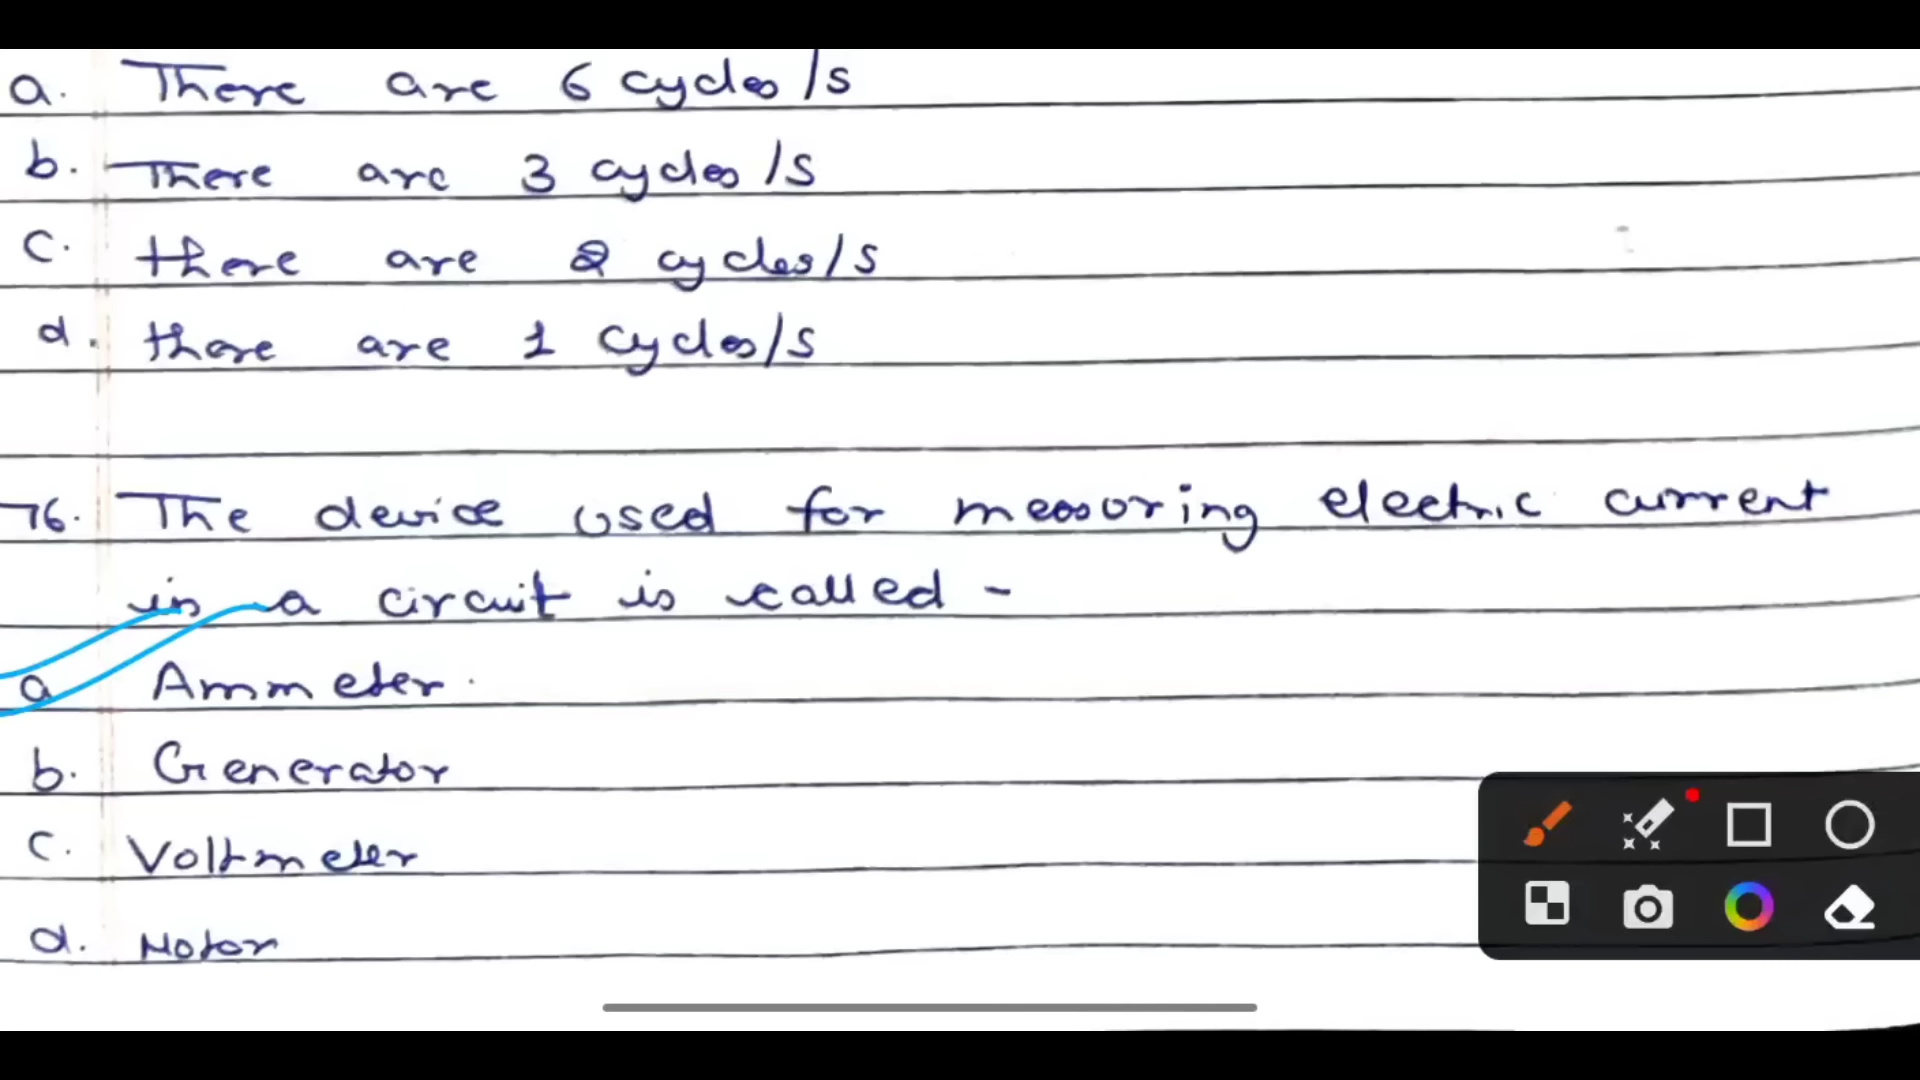 a. There are 6 cycles/s
b. There are 3 cycles/s
c. there are 2 cycles/s
d. there are 1 cycles/s
76. The device used for measuring electric current
in a circuit is called -
a Ammeter.
b. Generator
c. Voltmeter
d. Motor